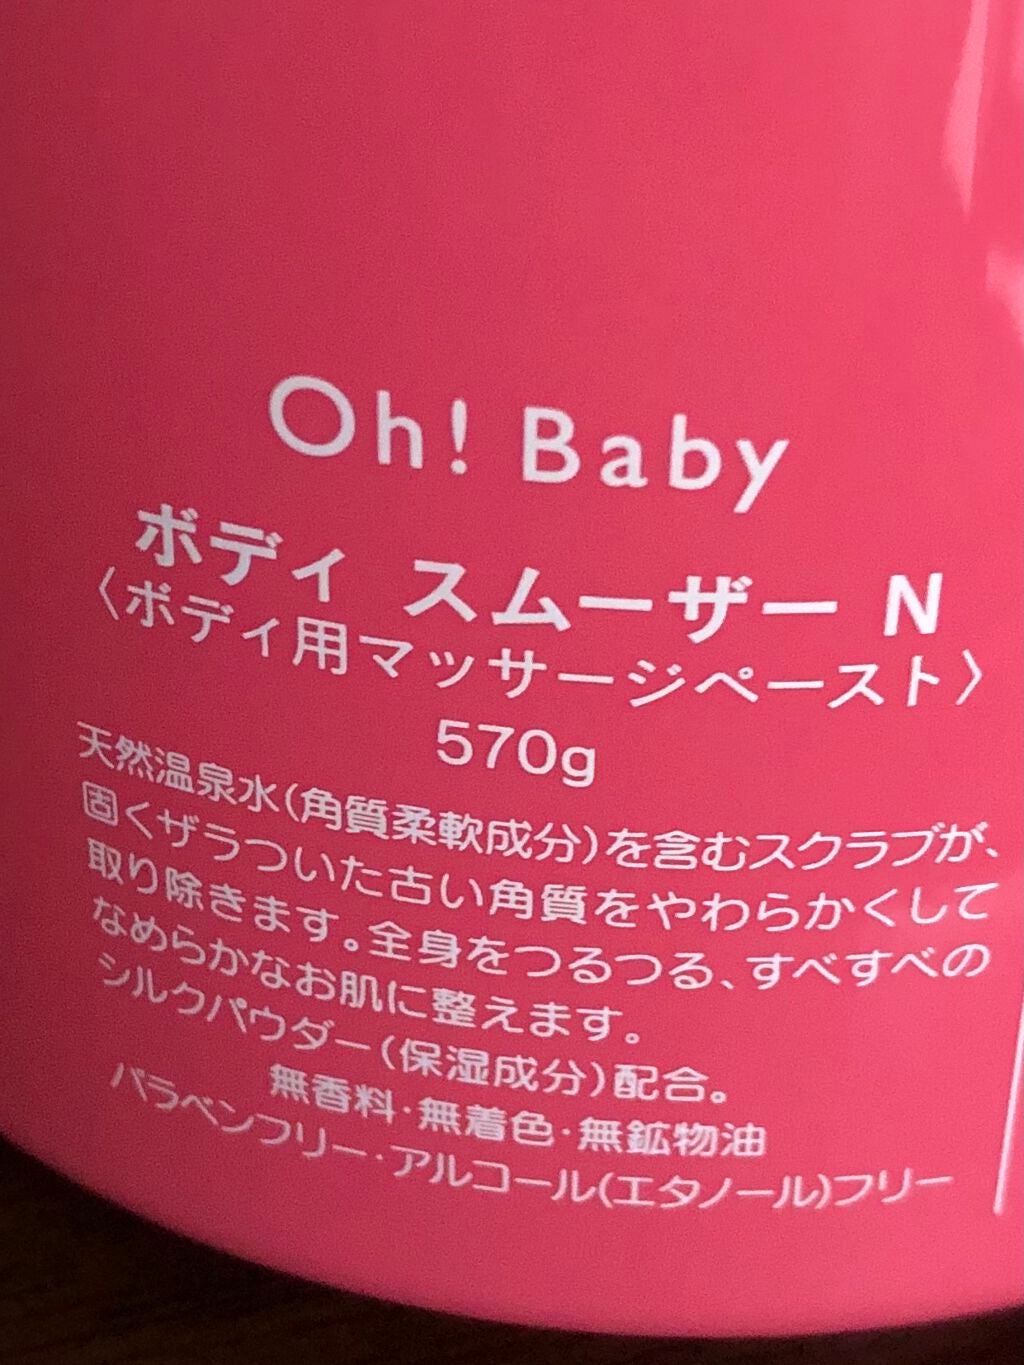 Oh! Baby
ボディ スムーザー N
〈ボディ用マッサージペースト〉
570g
天然温泉水(角質柔軟成分)を含むスクラブが、
固くザラついた古い角質をやわらかくして
取り除きます。全身をつるつる、すべすべの
なめらかなお肌に整えます。
シルクパウダー(保湿成分)配合。
無香料・無着色・無鉱物油
パラベンフリー・アルコール(エタノール)フリー